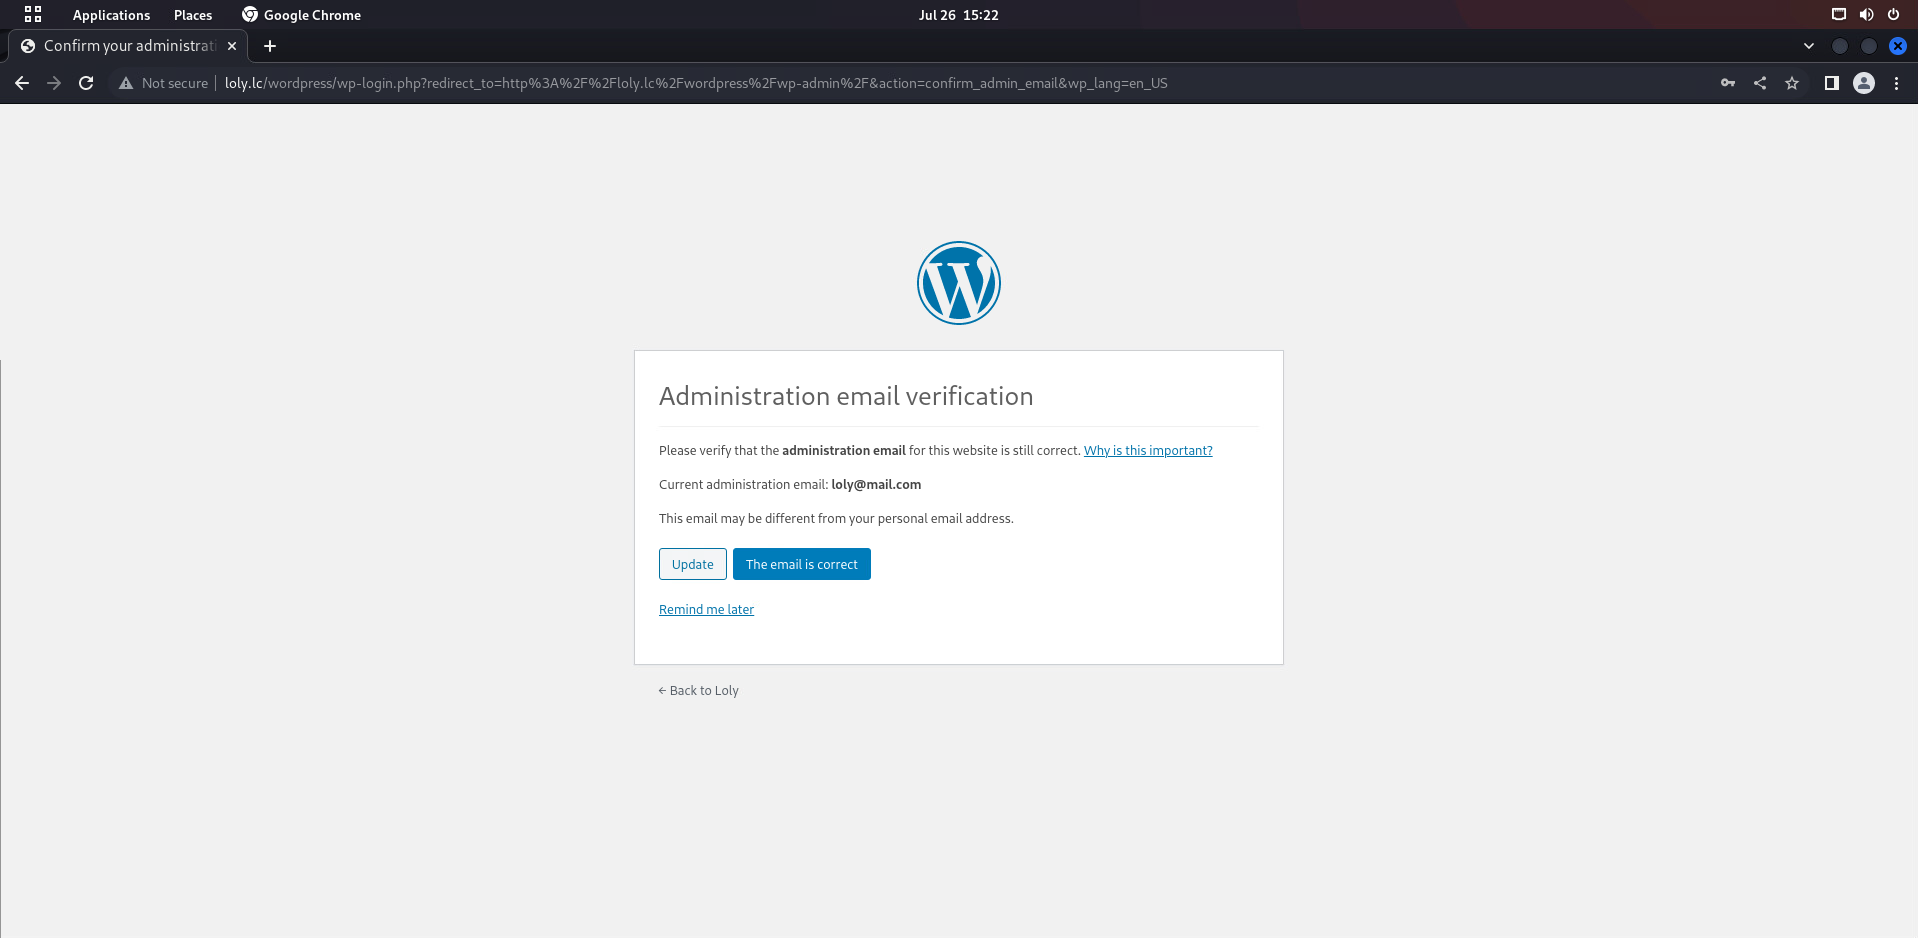 Applications Places Google Chrome Jul 26 15:22
Confirm your administrati
Not secure loly.lc/wordpress/wp-login.php?redirect_to=http%3A%2F%2Floly.lc%2Fwordpress%2Fwp-admin%2F&action=confirm_admin_email&wp_lang=en_US
Administration email verification
Please verify that the administration email for this website is still correct. Why is this important?
Current administration email: loly@mail.com
This email may be different from your personal email address.
Update The email is correct
Remind me later
← Back to Loly